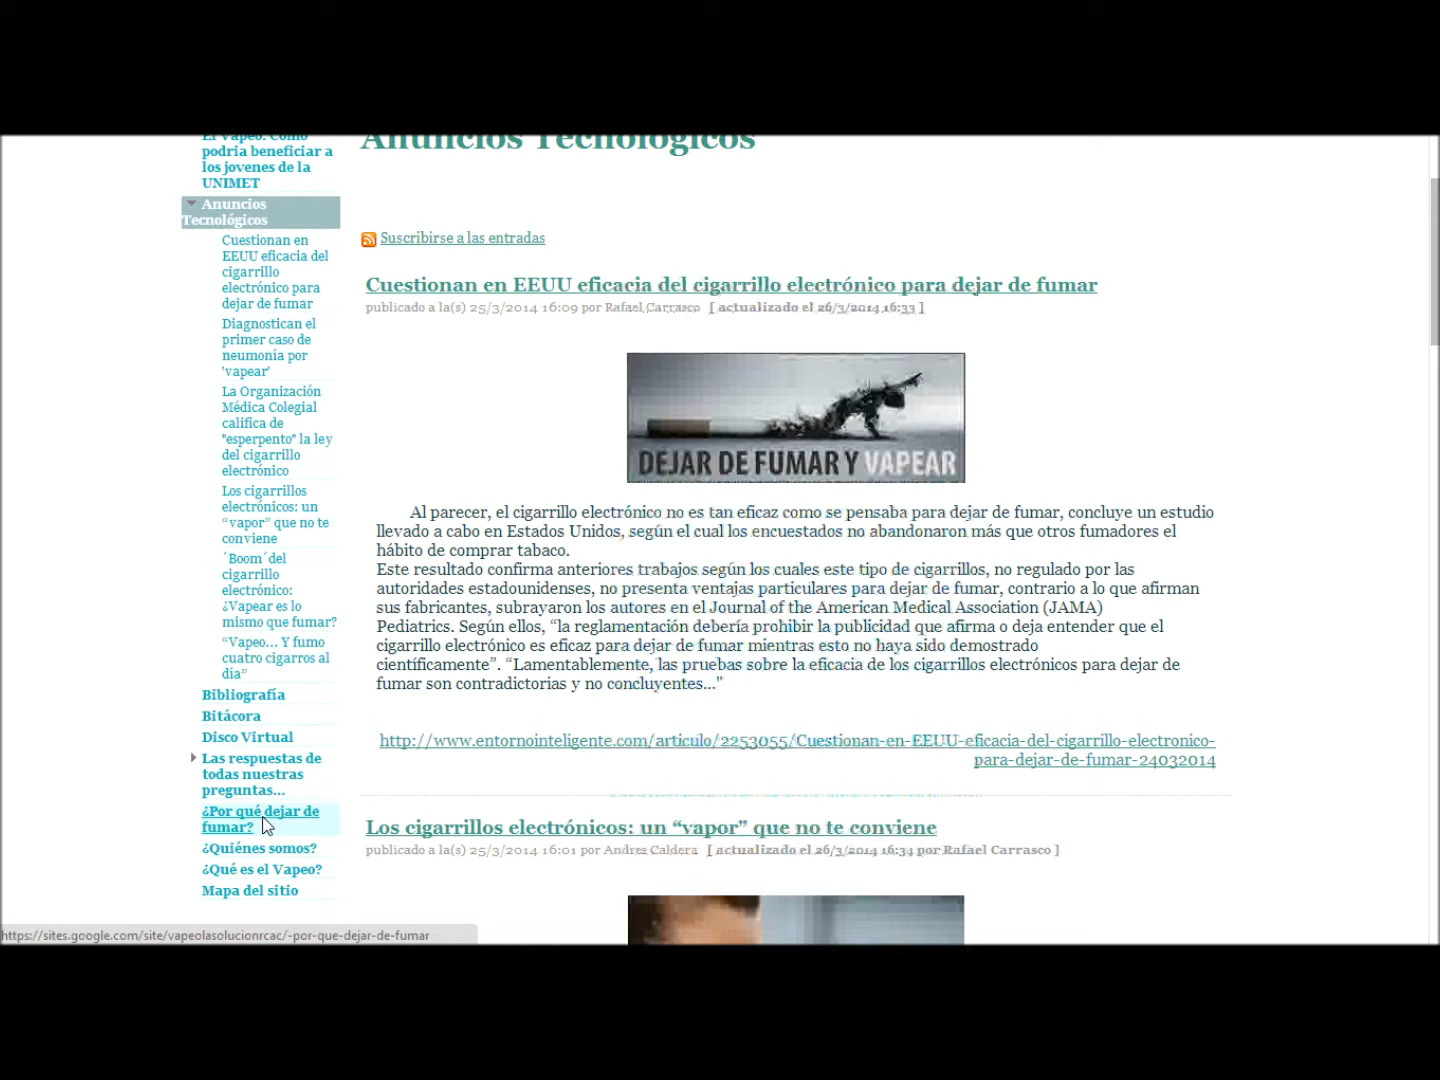 El Vapeo: Como
podria beneficiar a
los jovenes de la
UNIMET
Anuncios
Tecnológicos
Cuestionan en
EEUU eficacia del
cigarrillo
electrónico para
dejar de fumar
Diagnostican el
primer caso de
neumonía por
'vapear'
La Organización
Médica Colegial
califica de
"esperpento" la ley
del cigarrillo
electrónico
Los cigarrillos
electrónicos: un
“vapor” que no te
conviene
´Boom´del
cigarrillo
electrónico:
¿Vapear es lo
mismo que fumar?
“Vapeo... Y fumo
cuatro cigarros al
día”
Bibliografía
Bitácora
Disco Virtual
Las respuestas de
todas nuestras
preguntas...
¿Por qué dejar de
fumar?
¿Quiénes somos?
¿Qué es el Vapeo?
Mapa del sitio
Anuncios Tecnológicos
Suscribirse a las entradas
Cuestionan en EEUU eficacia del cigarrillo electrónico para dejar de fumar
publicado a la(s) 25/3/2014 16:09 por Rafael Carrasco [ actualizado el 26/3/2014 16:33 ]
DEJAR DE FUMAR Y VAPEAR
Al parecer, el cigarrillo electrónico no es tan eficaz como se pensaba para dejar de fumar, concluye un estudio
llevado a cabo en Estados Unidos, según el cual los encuestados no abandonaron más que otros fumadores el
hábito de comprar tabaco.
Este resultado confirma anteriores trabajos según los cuales este tipo de cigarrillos, no regulado por las
autoridades estadounidenses, no presenta ventajas particulares para dejar de fumar, contrario a lo que afirman
sus fabricantes, subrayaron los autores en el Journal of the American Medical Association (JAMA)
Pediatrics. Según ellos, “la reglamentación debería prohibir la publicidad que afirma o deja entender que el
cigarrillo electrónico es eficaz para dejar de fumar mientras esto no haya sido demostrado
científicamente”. “Lamentablemente, las pruebas sobre la eficacia de los cigarrillos electrónicos para dejar de
fumar son contradictorias y no concluyentes..."
http://www.entornointeligente.com/articulo/2253055/Cuestionan-en-EEUU-eficacia-del-cigarrillo-electronico-
para-dejar-de-fumar-24032014
Los cigarrillos electrónicos: un “vapor” que no te conviene
publicado a la(s) 25/3/2014 16:01 por Andres Caldera [ actualizado el 26/3/2014 16:34 por Rafael Carrasco ]
https://sites.google.com/site/vapeolasolucionrcac/-por-que-dejar-de-fumar